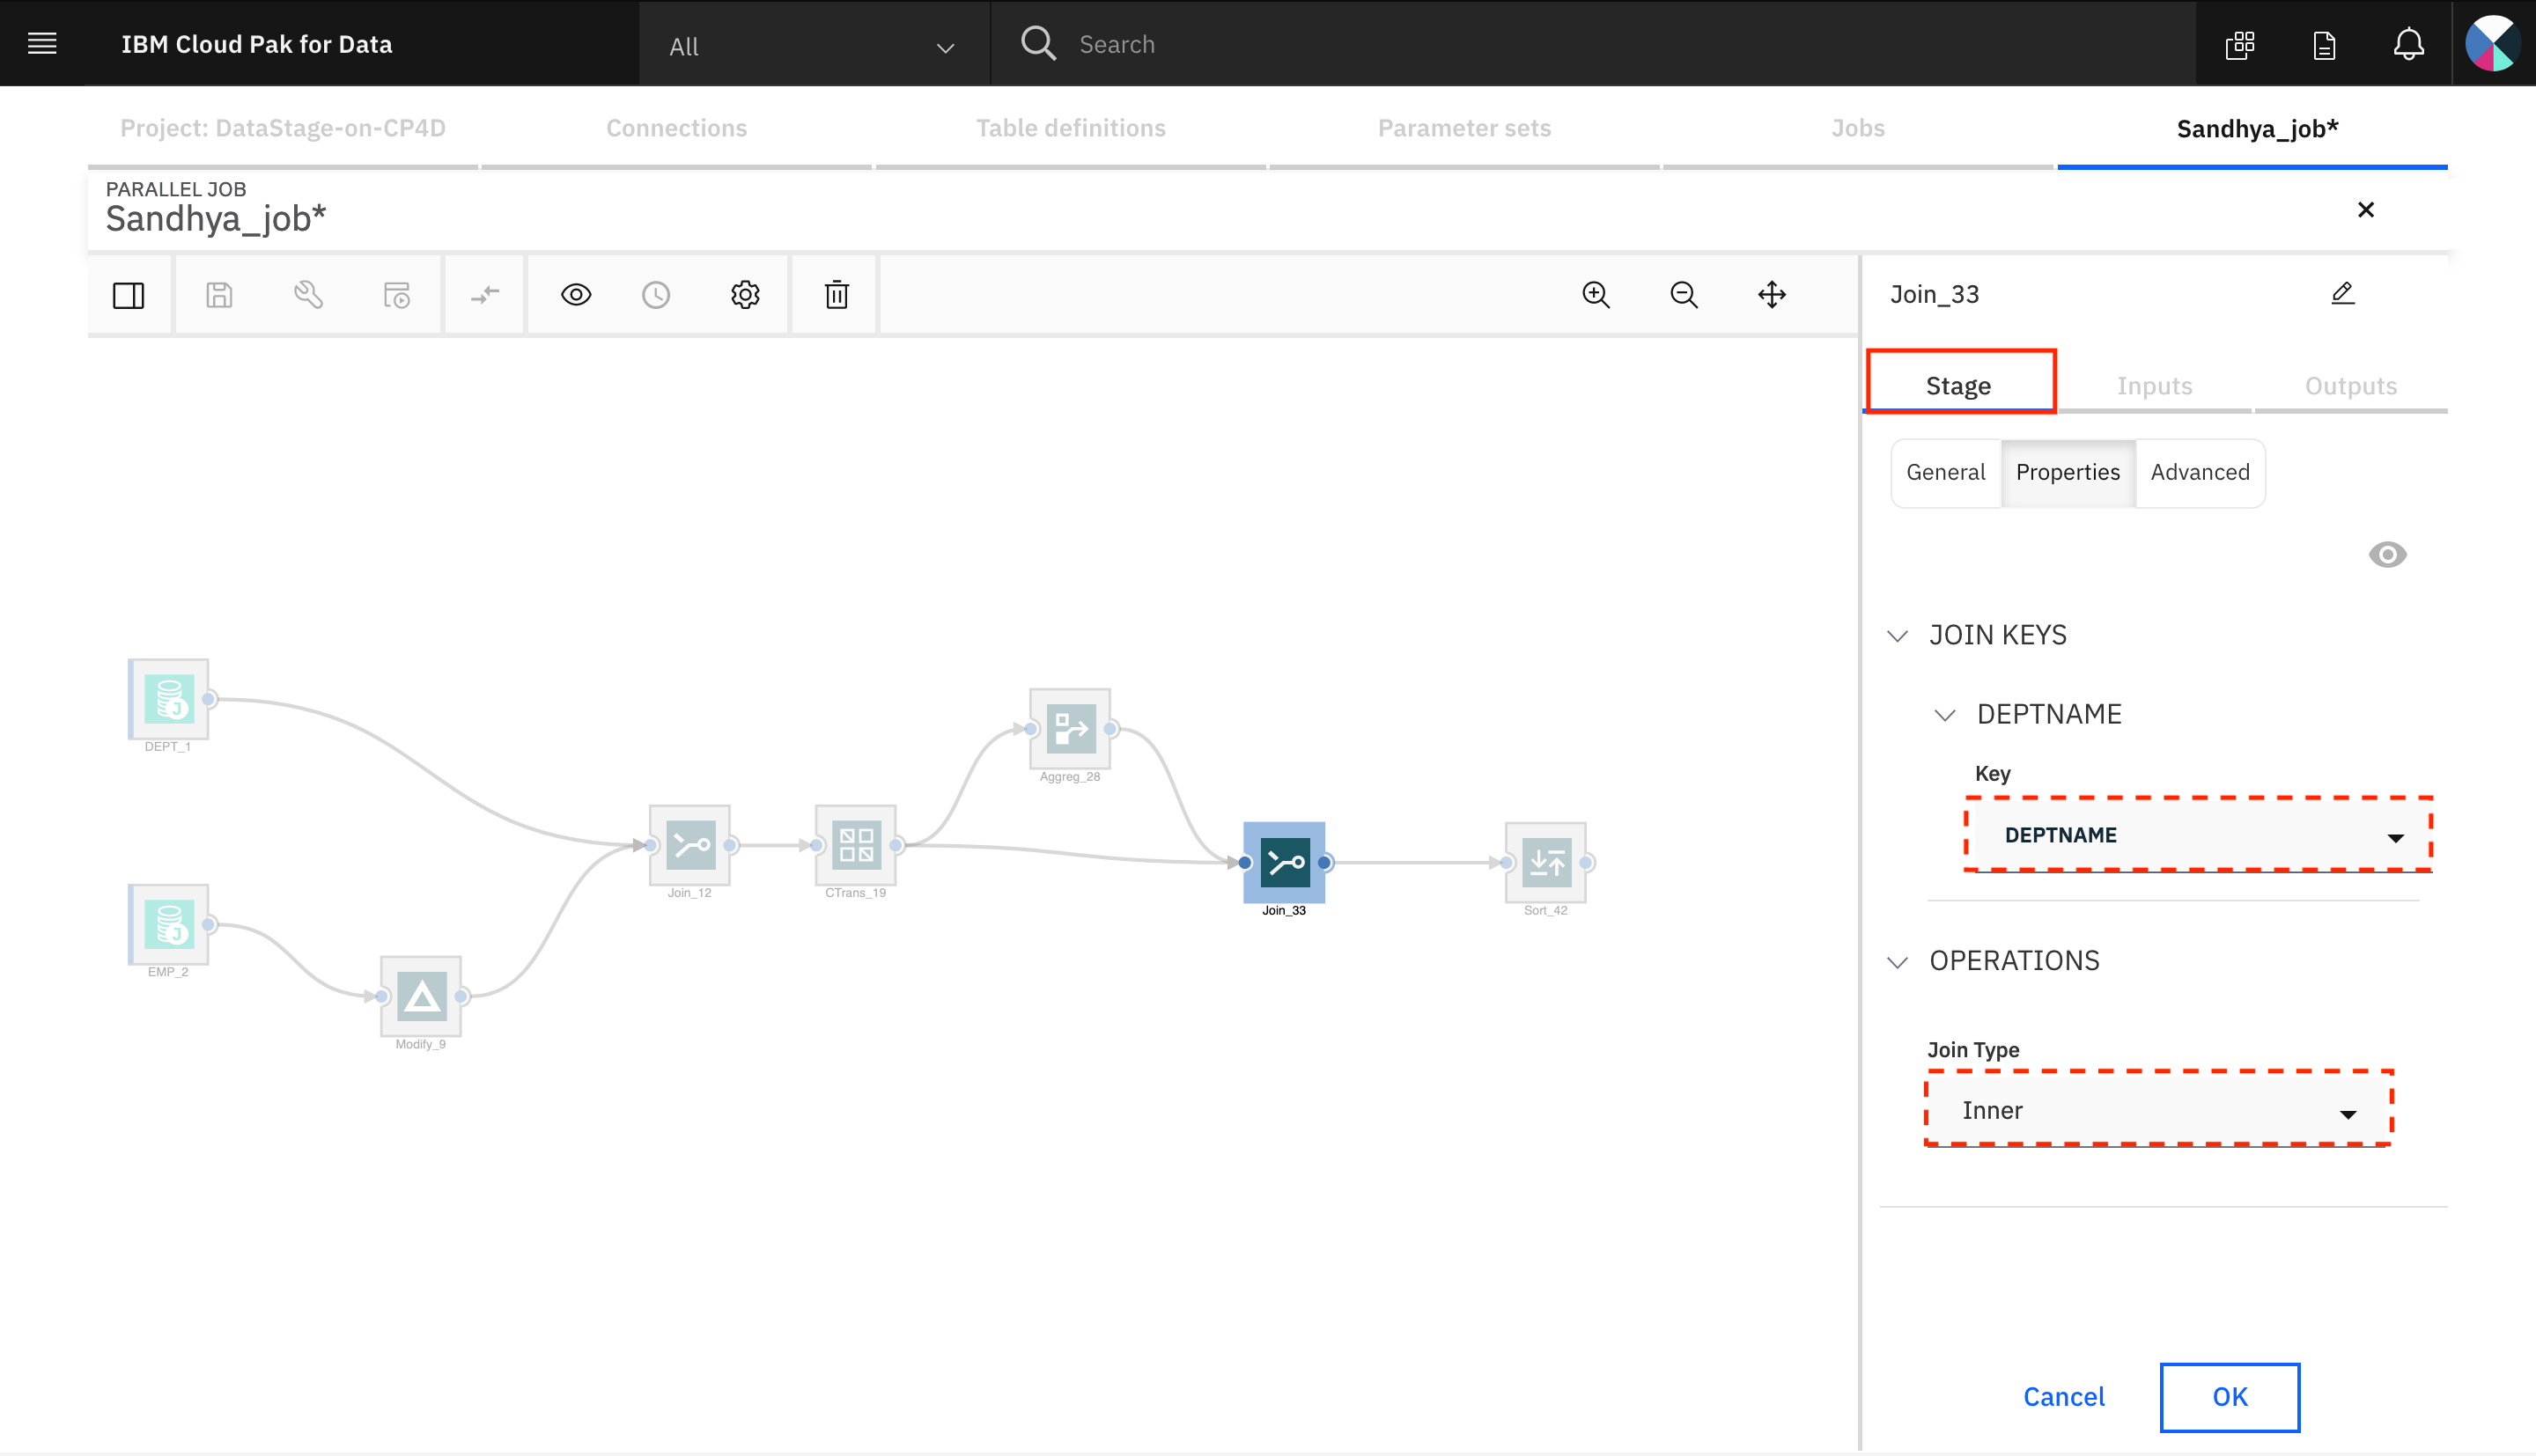 IBM Cloud Pak for Data
All
Search
Project: DataStage-on-CP4D
Connections
Table definitions
Parameter sets
Jobs
Sandhya_job*
PARALLEL JOB
Sandhya_job*
Join_33
Stage
Inputs
Outputs
General
Properties
Advanced
JOIN KEYS
DEPTNAME
Key
DEPTNAME
OPERATIONS
Join Type
Inner
Cancel
OK
DEPT_1
Aggreg_28
Join_12
CTrans_19
Join_33
Sort_42
EMP_2
Modify_9